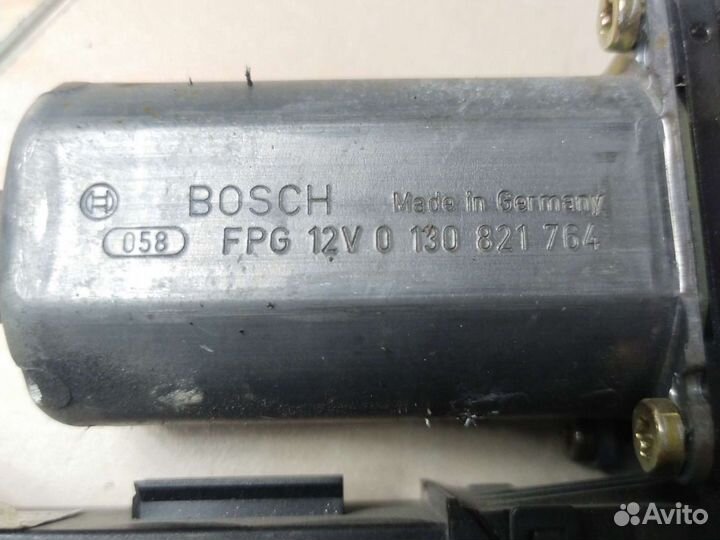 BOSCH Made in Germany
058 FPG 12V 0 130 821 764
Avito